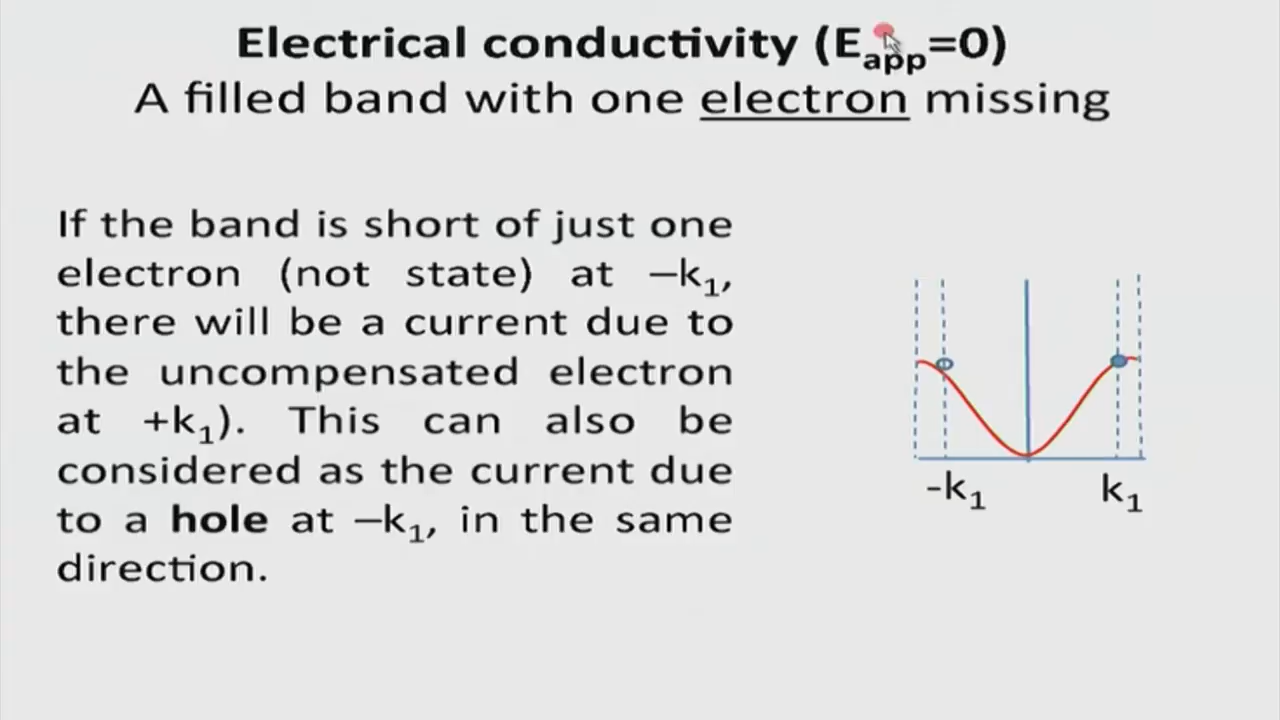 Electrical conductivity (E_app=0)
A filled band with one electron missing
If the band is short of just one
electron (not state) at –k₁,
there will be a current due to
the uncompensated electron
at +k₁). This can also be
considered as the current due
to a hole at –k₁, in the same
direction.
-k₁ k₁